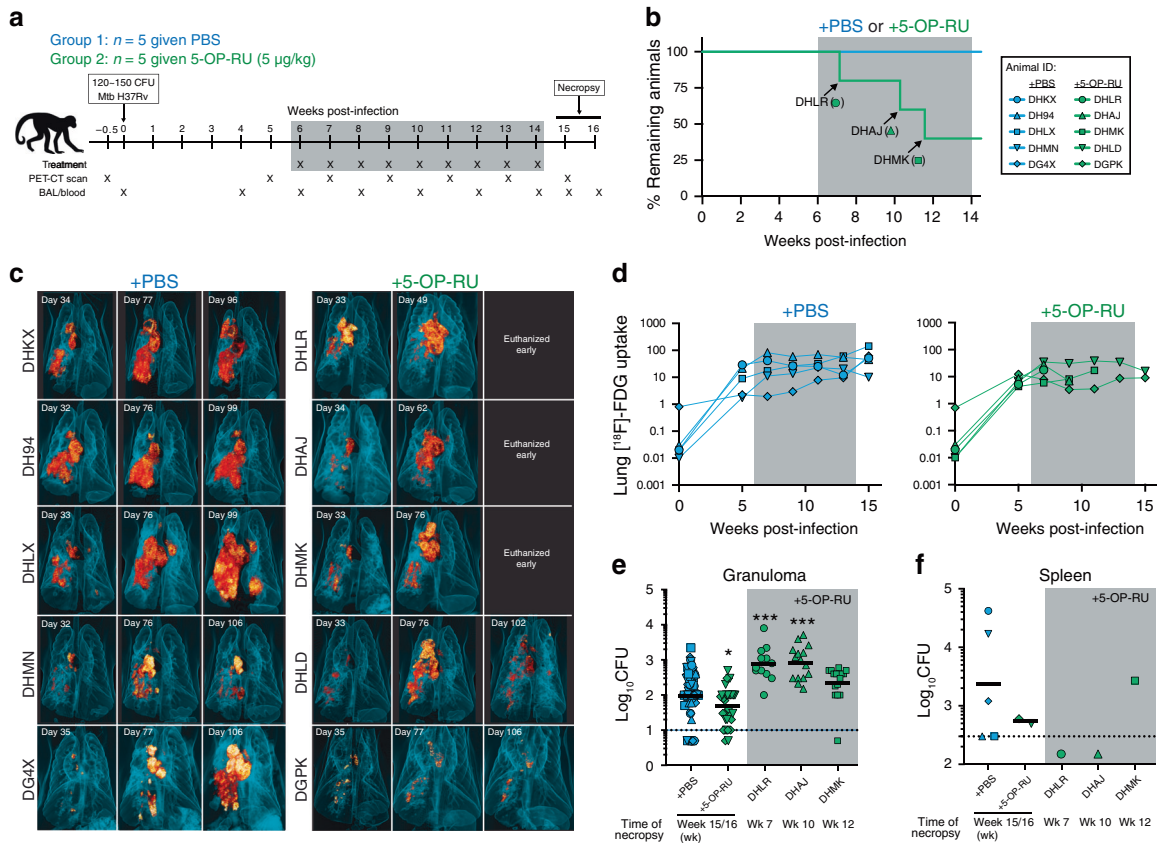 a
Group 1: n = 5 given PBS
Group 2: n = 5 given 5-OP-RU (5 µg/kg)
120–150 CFU
Mtb H37Rv
Necropsy
Weeks post-infection
–0.5 0 1 2 3 4 5 6 7 8 9 10 11 12 13 14 15 16
Treatment X X X X X X X X X
PET-CT scan X X X X X X X
BAL/blood X X X X X X X X X
b
+PBS or +5-OP-RU
% Remaining animals
100
75
50
25
0
DHLR ( )
DHAJ ( )
DHMK ( )
0 2 4 6 8 10 12 14
Weeks post-infection
Animal ID:
+PBS +5-OP-RU
DHKX DHLR
DH94 DHAJ
DHLX DHMK
DHMN DHLD
DG4X DGPK
c
+PBS +5-OP-RU
DHKX
Day 34 Day 77 Day 96
DHLR
Day 33 Day 49
Euthanized
early
DH94
Day 32 Day 76 Day 99
DHAJ
Day 34 Day 62
Euthanized
early
DHLX
Day 33 Day 76 Day 99
DHMK
Day 33 Day 76
Euthanized
early
DHMN
Day 32 Day 76 Day 106
DHLD
Day 33 Day 76 Day 102
DG4X
Day 35 Day 77 Day 106
DGPK
Day 35 Day 77 Day 106
d
+PBS
Lung [¹⁸F]-FDG uptake
1000
100
10
1
0.1
0.01
0.001
0 5 10 15
Weeks post-infection
+5-OP-RU
1000
100
10
1
0.1
0.01
0.001
0 5 10 15
Weeks post-infection
e
Granuloma
+5-OP-RU
Log₁₀CFU
5
4
3
2
1
0
*
***
***
+PBS +5-OP-RU DHLR DHAJ DHMK
Time of
necropsy
Week 15/16
(wk)
Wk 7 Wk 10 Wk 12
f
Spleen
+5-OP-RU
Log₁₀CFU
5
4
3
2
+PBS +5-OP-RU DHLR DHAJ DHMK
Time of
necropsy
Week 15/16
(wk)
Wk 7 Wk 10 Wk 12